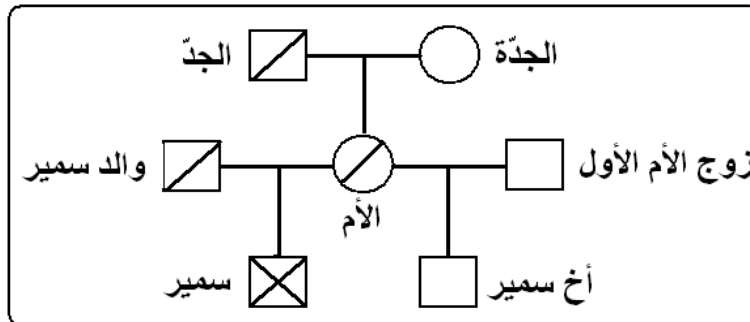 الجدّ
الجدّة
والد سمير
الأم
زوج الأم الأول
سمير
أخ سمير